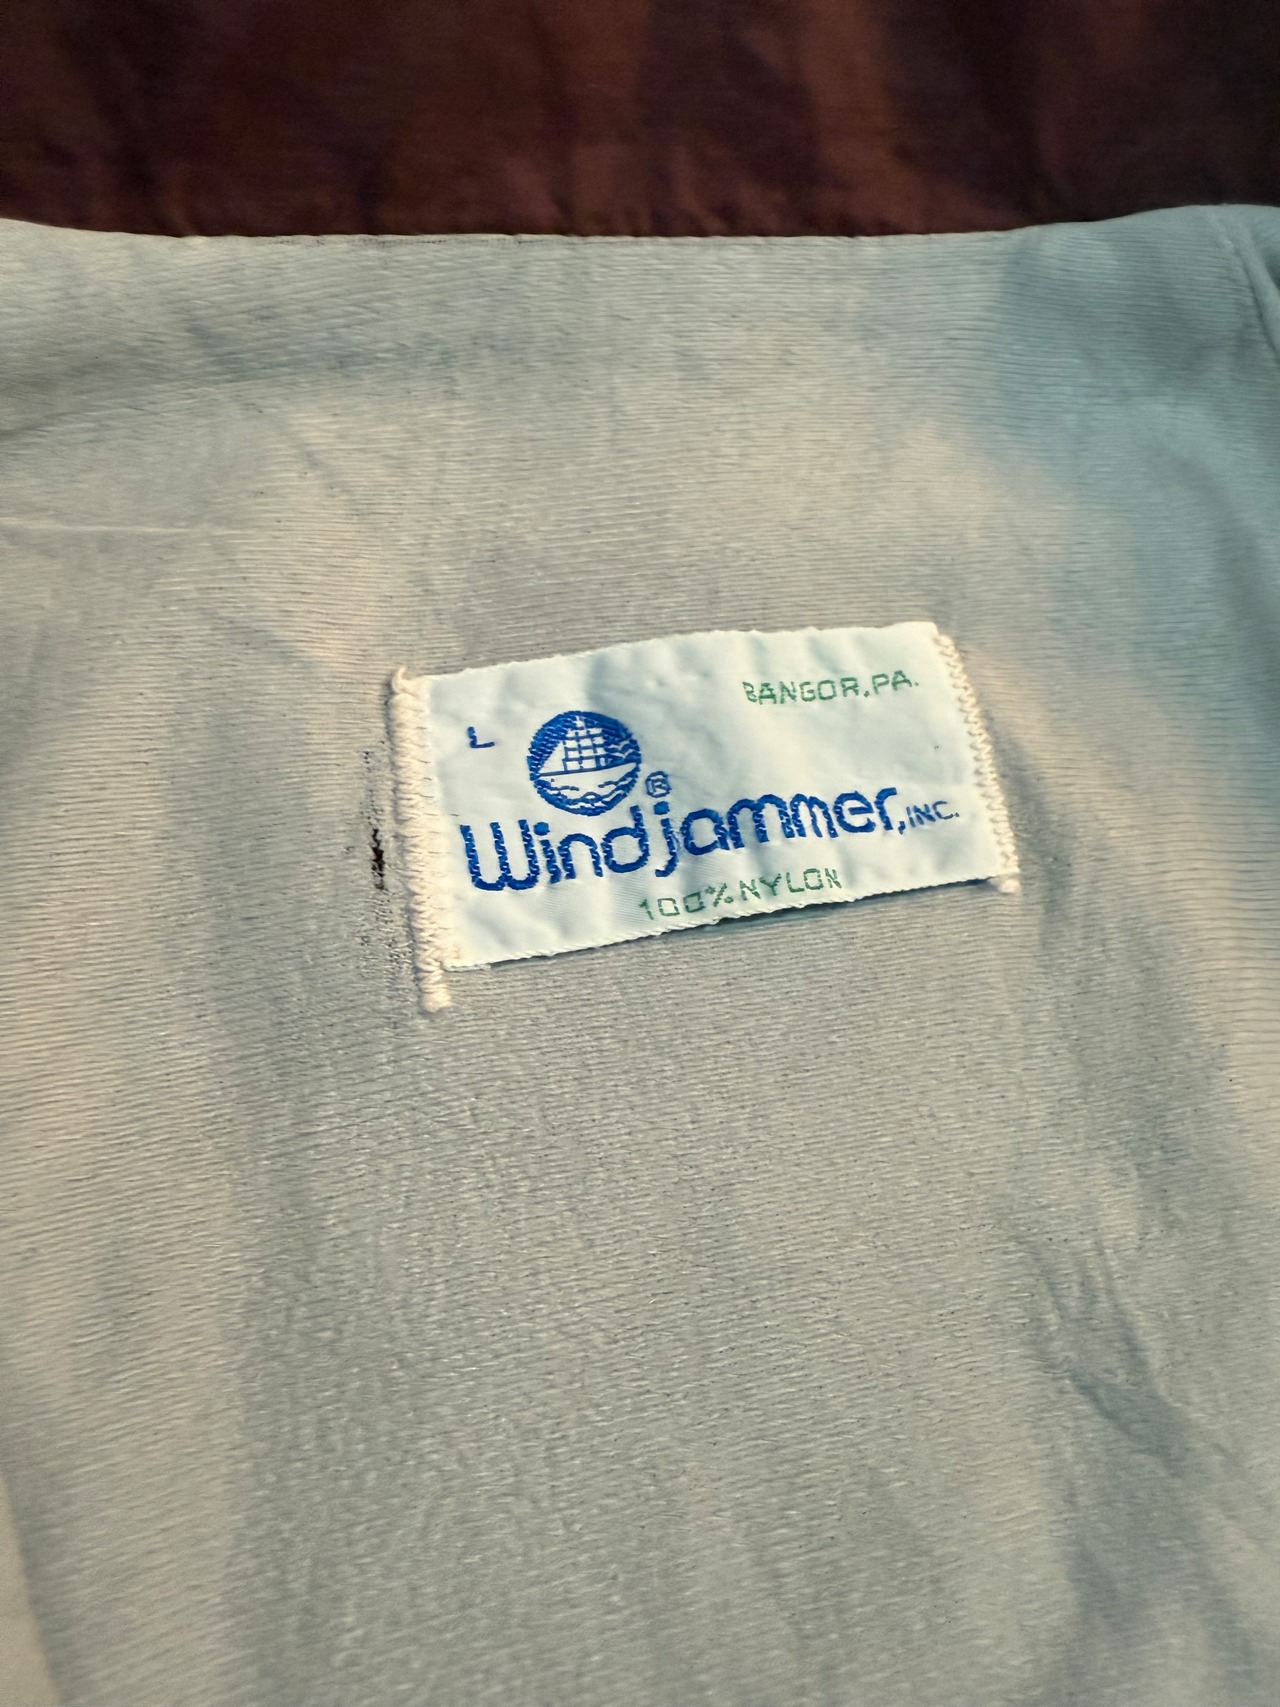 BANGOR, PA.
L
Windjammer, INC.
®
100% NYLON